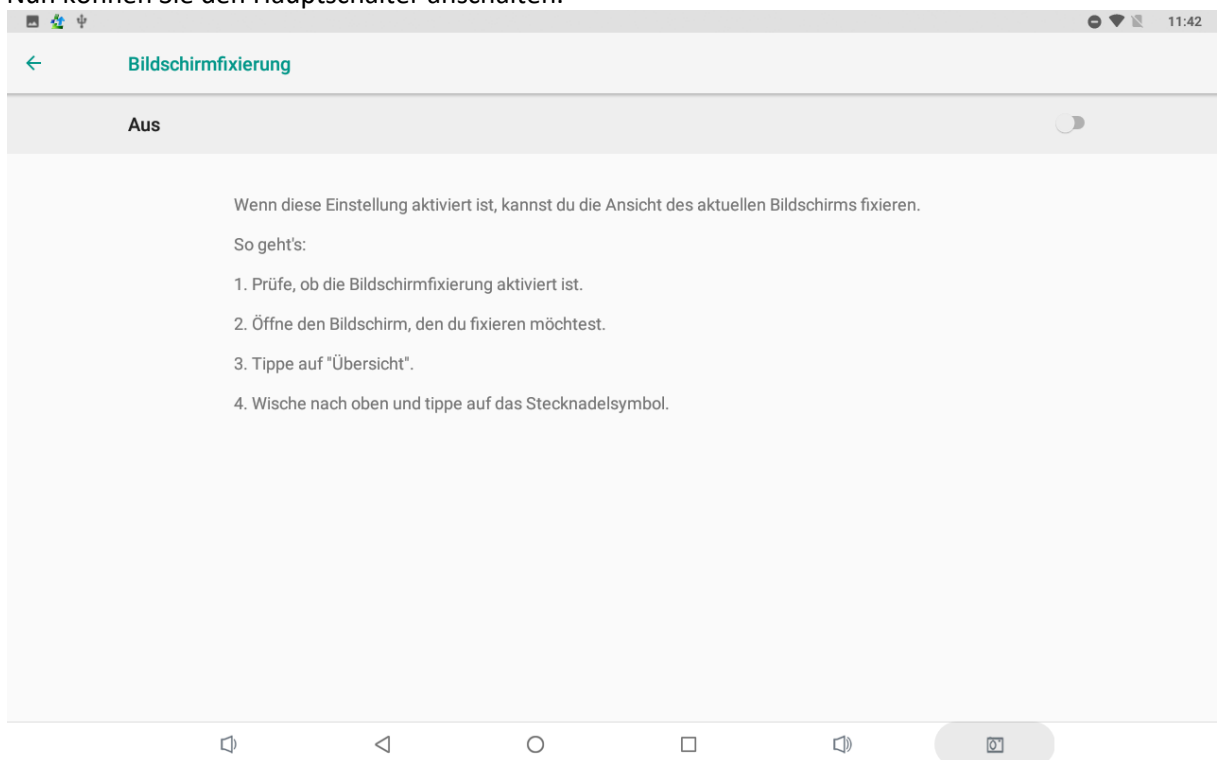 Nun können Sie den Hauptschalter anschalten.
11:42
Bildschirmfixierung
Aus
Wenn diese Einstellung aktiviert ist, kannst du die Ansicht des aktuellen Bildschirms fixieren.
So geht's:
1. Prüfe, ob die Bildschirmfixierung aktiviert ist.
2. Öffne den Bildschirm, den du fixieren möchtest.
3. Tippe auf "Übersicht".
4. Wische nach oben und tippe auf das Stecknadelsymbol.